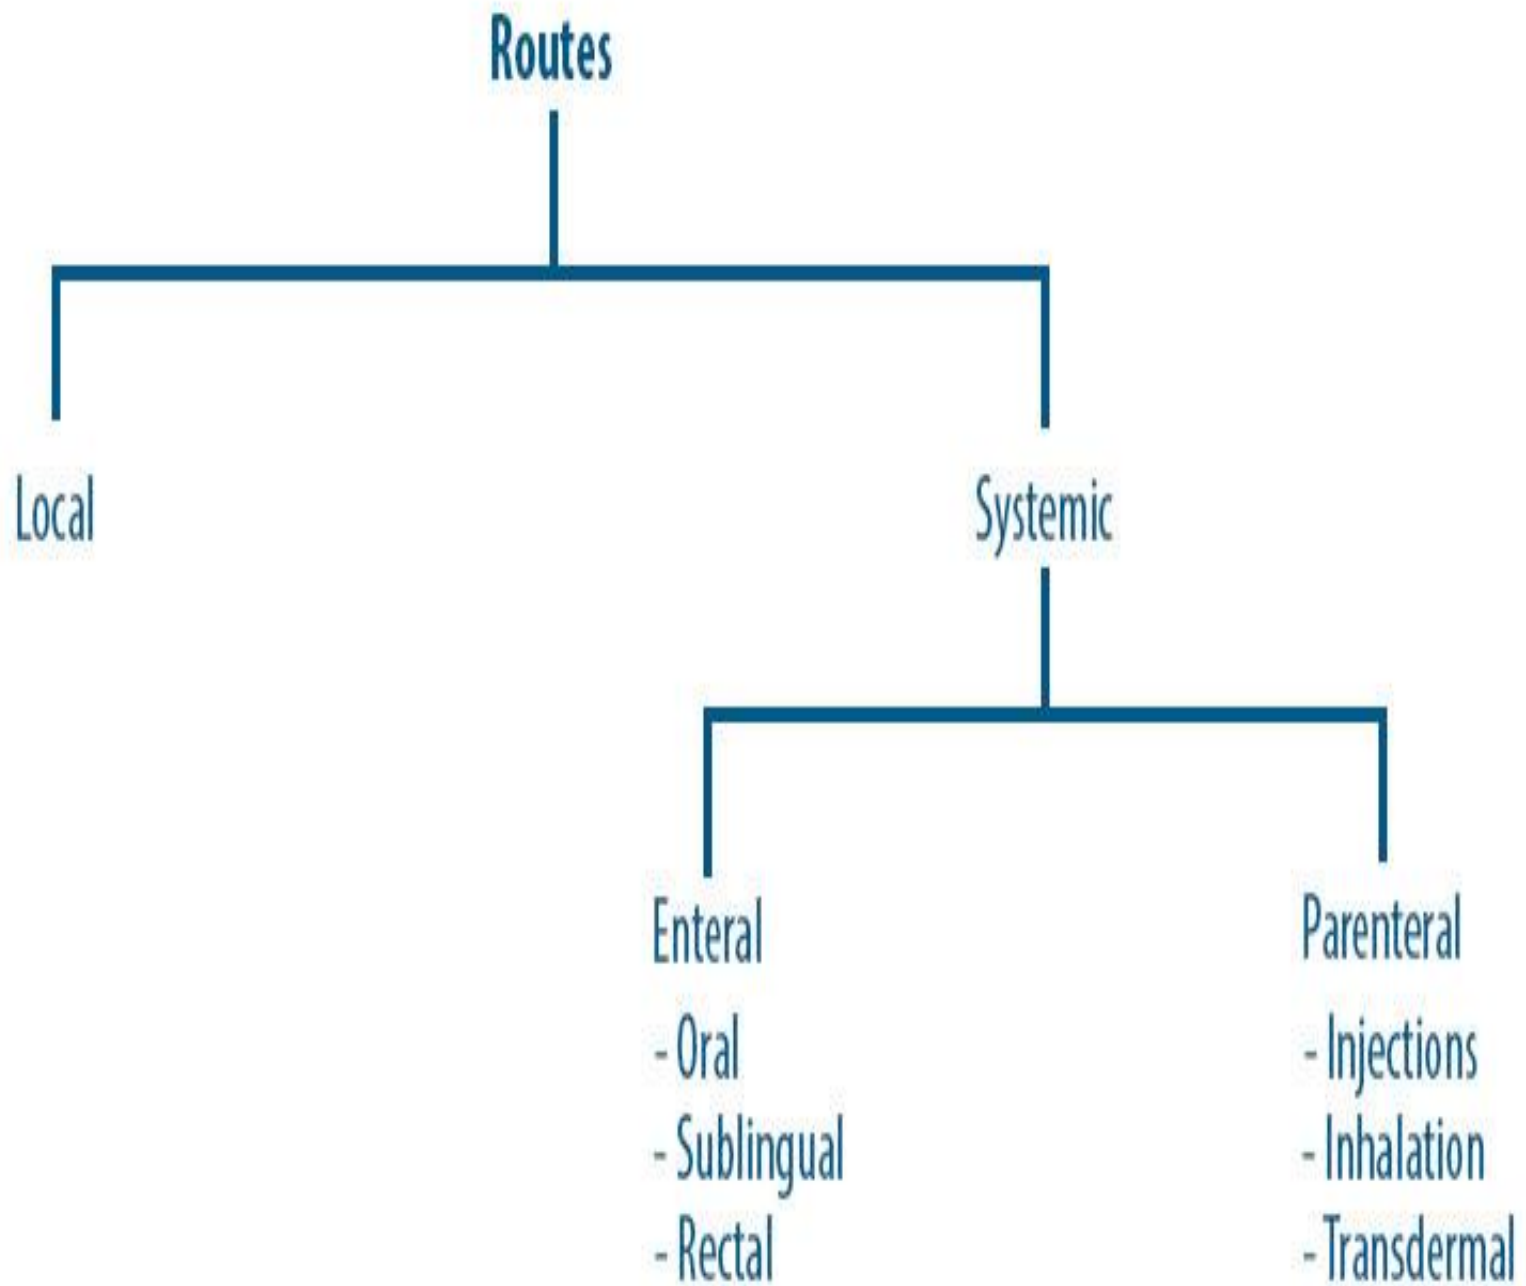 Routes
Local
Systemic
Enteral
- Oral
- Sublingual
- Rectal
Parenteral
- Injections
- Inhalation
- Transdermal